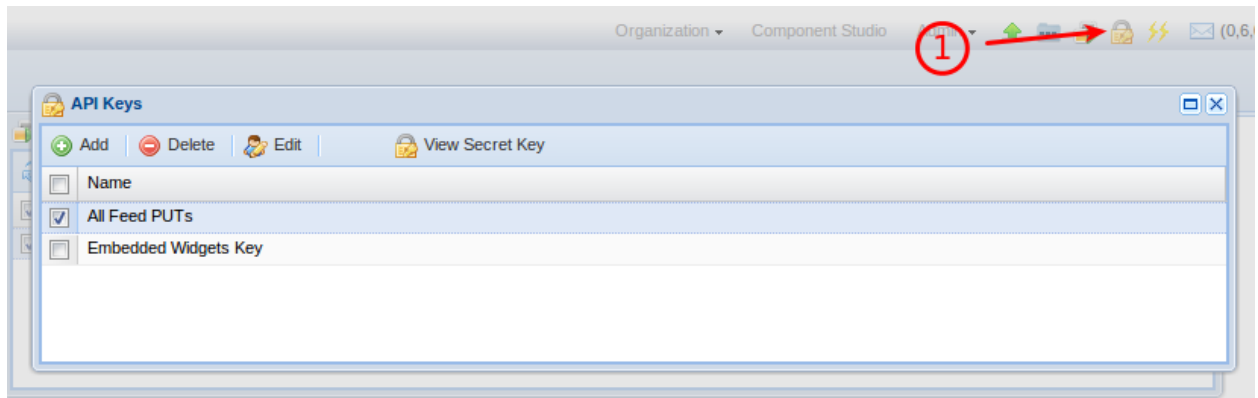 Organization Component Studio Admin (0,6,
1
API Keys
Add Delete Edit View Secret Key
Name
All Feed PUTs
Embedded Widgets Key